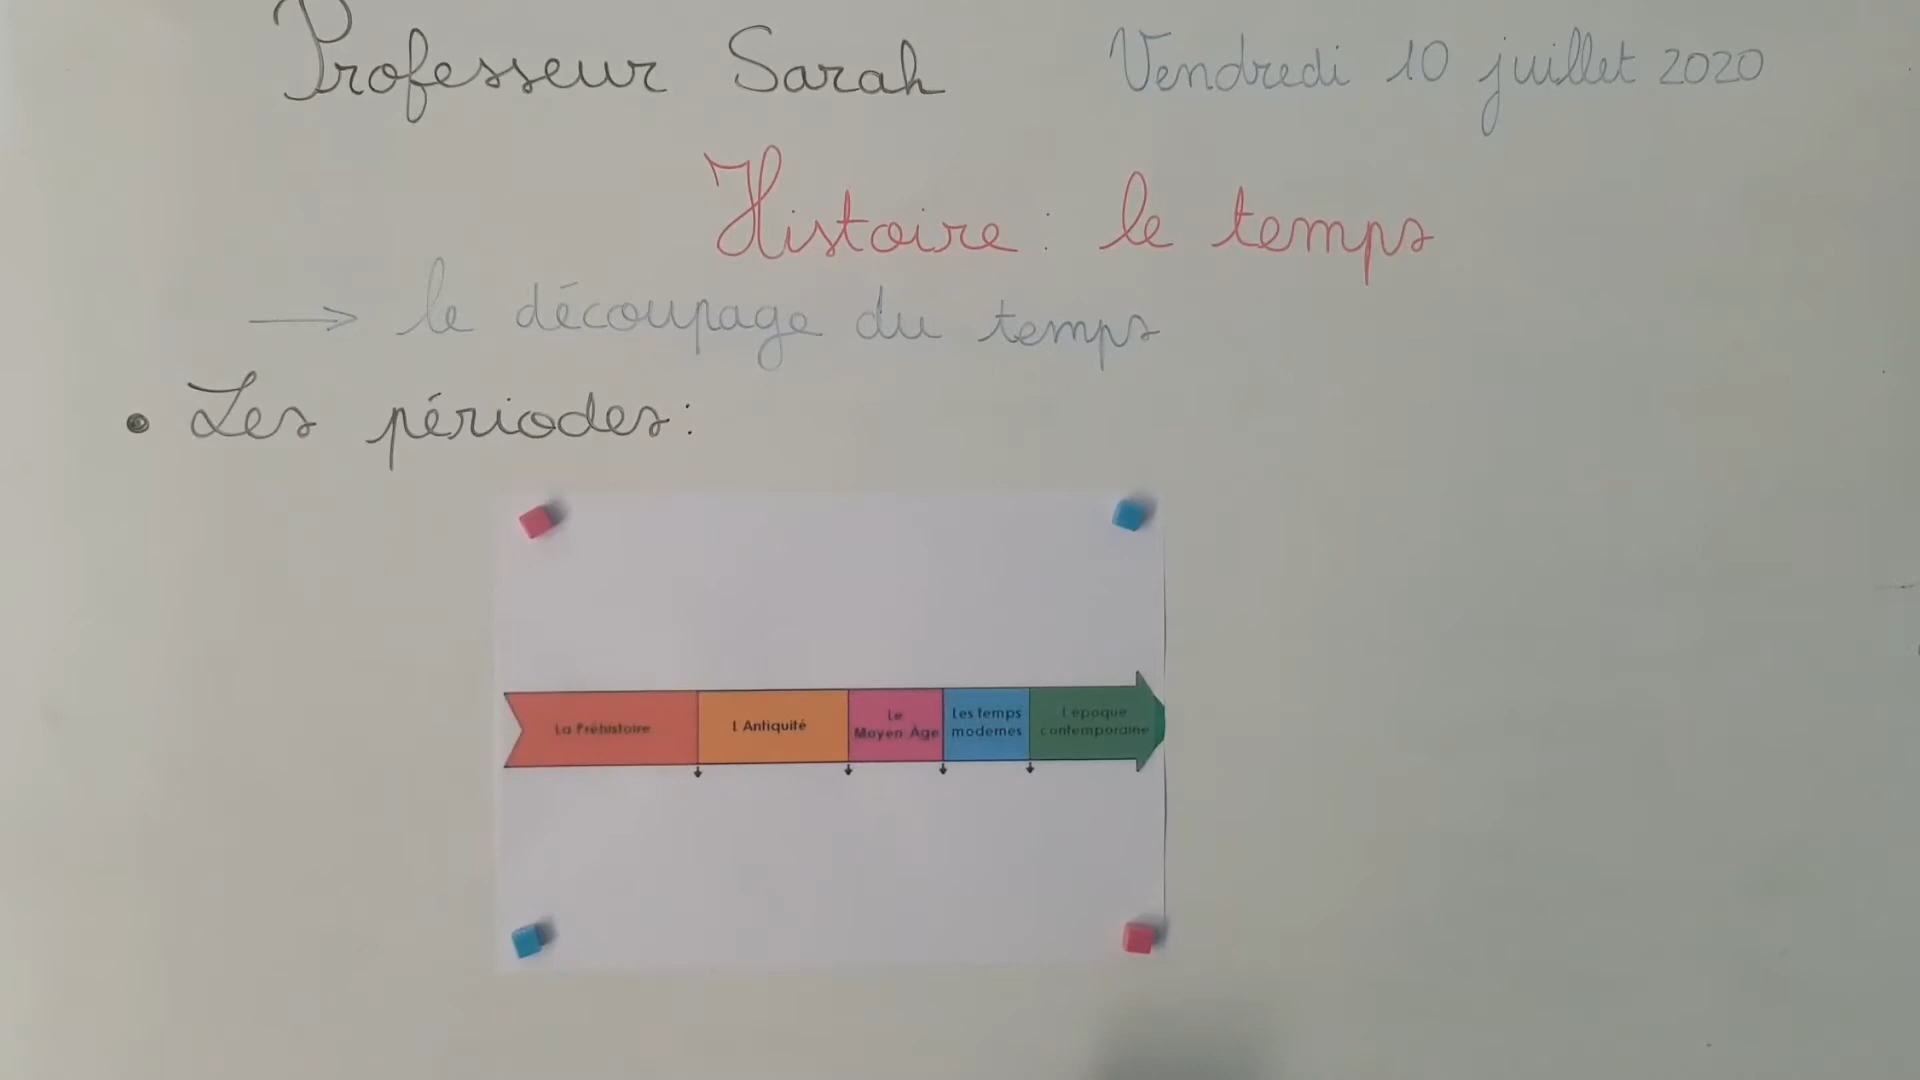 Professeur Sarah Vendredi 10 juillet 2020
Histoire : le temps
→ le découpage du temps
• Les périodes :
La Préhistoire
L Antiquité
Le
Moyen Âge
Les temps
modernes
L époque
contemporaine